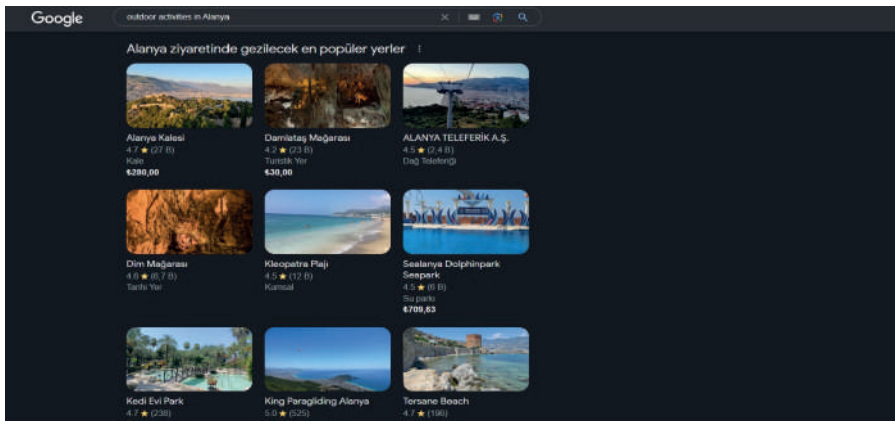 Google
outdoor activities in Alanya
Alanya ziyaretinde gezilecek en popüler yerler
Alanya Kalesi
4.7 ★ (27 B)
Kale
₺280,00
Damlataş Mağarası
4.2 ★ (23 B)
Turistik Yer
₺30,00
ALANYA TELEFERİK A.Ş.
4.5 ★ (2,4 B)
Dağ Teleferiği
Dim Mağarası
4.6 ★ (6,7 B)
Tarihi Yer
Kleopatra Plajı
4.5 ★ (12 B)
Kumsal
Sealanya Dolphinpark
Seapark
4.5 ★ (6 B)
Su parkı
₺709,63
Kedi Evi Park
4.7 ★ (238)
King Paragliding Alanya
5.0 ★ (525)
Tersane Beach
4.7 ★ (196)